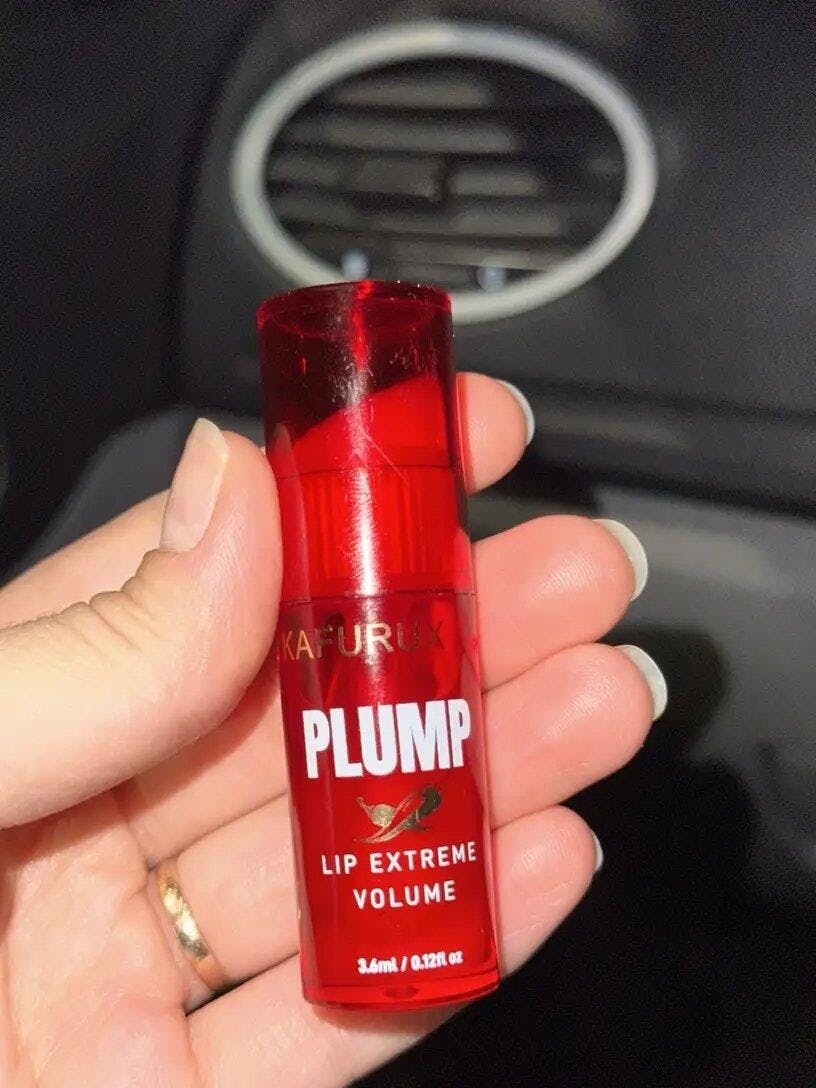 KAFURUX
PLUMP
LIP EXTREME
VOLUME
3.6ml / 0.12fl oz